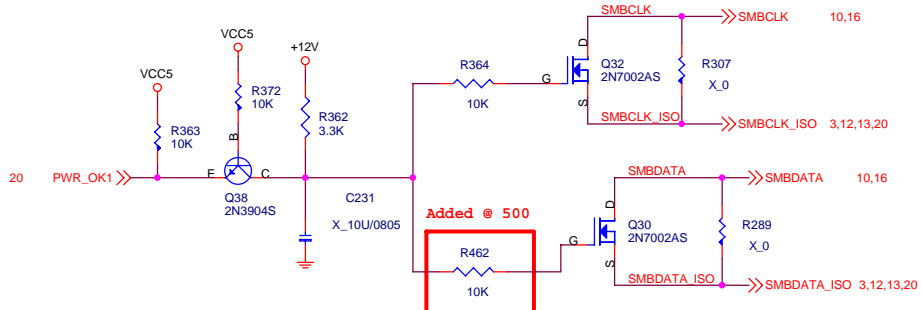 SMBCLK
SMBCLK 10,16
VCC5
+12V
D
VCC5
R364
G
Q32
2N7002AS
R307
X_0
10K
R372
10K
R362
3.3K
S
R363
10K
SMBCLK_ISO
SMBCLK_ISO 3,12,13,20
B
20 PWR_OK1
E
C
SMBDATA
SMBDATA 10,16
Q38
2N3904S
C231
X_10U/0805
D
Added @ 500
Q30
2N7002AS
R289
X_0
G
R462
10K
S
SMBDATA_ISO
SMBDATA_ISO 3,12,13,20